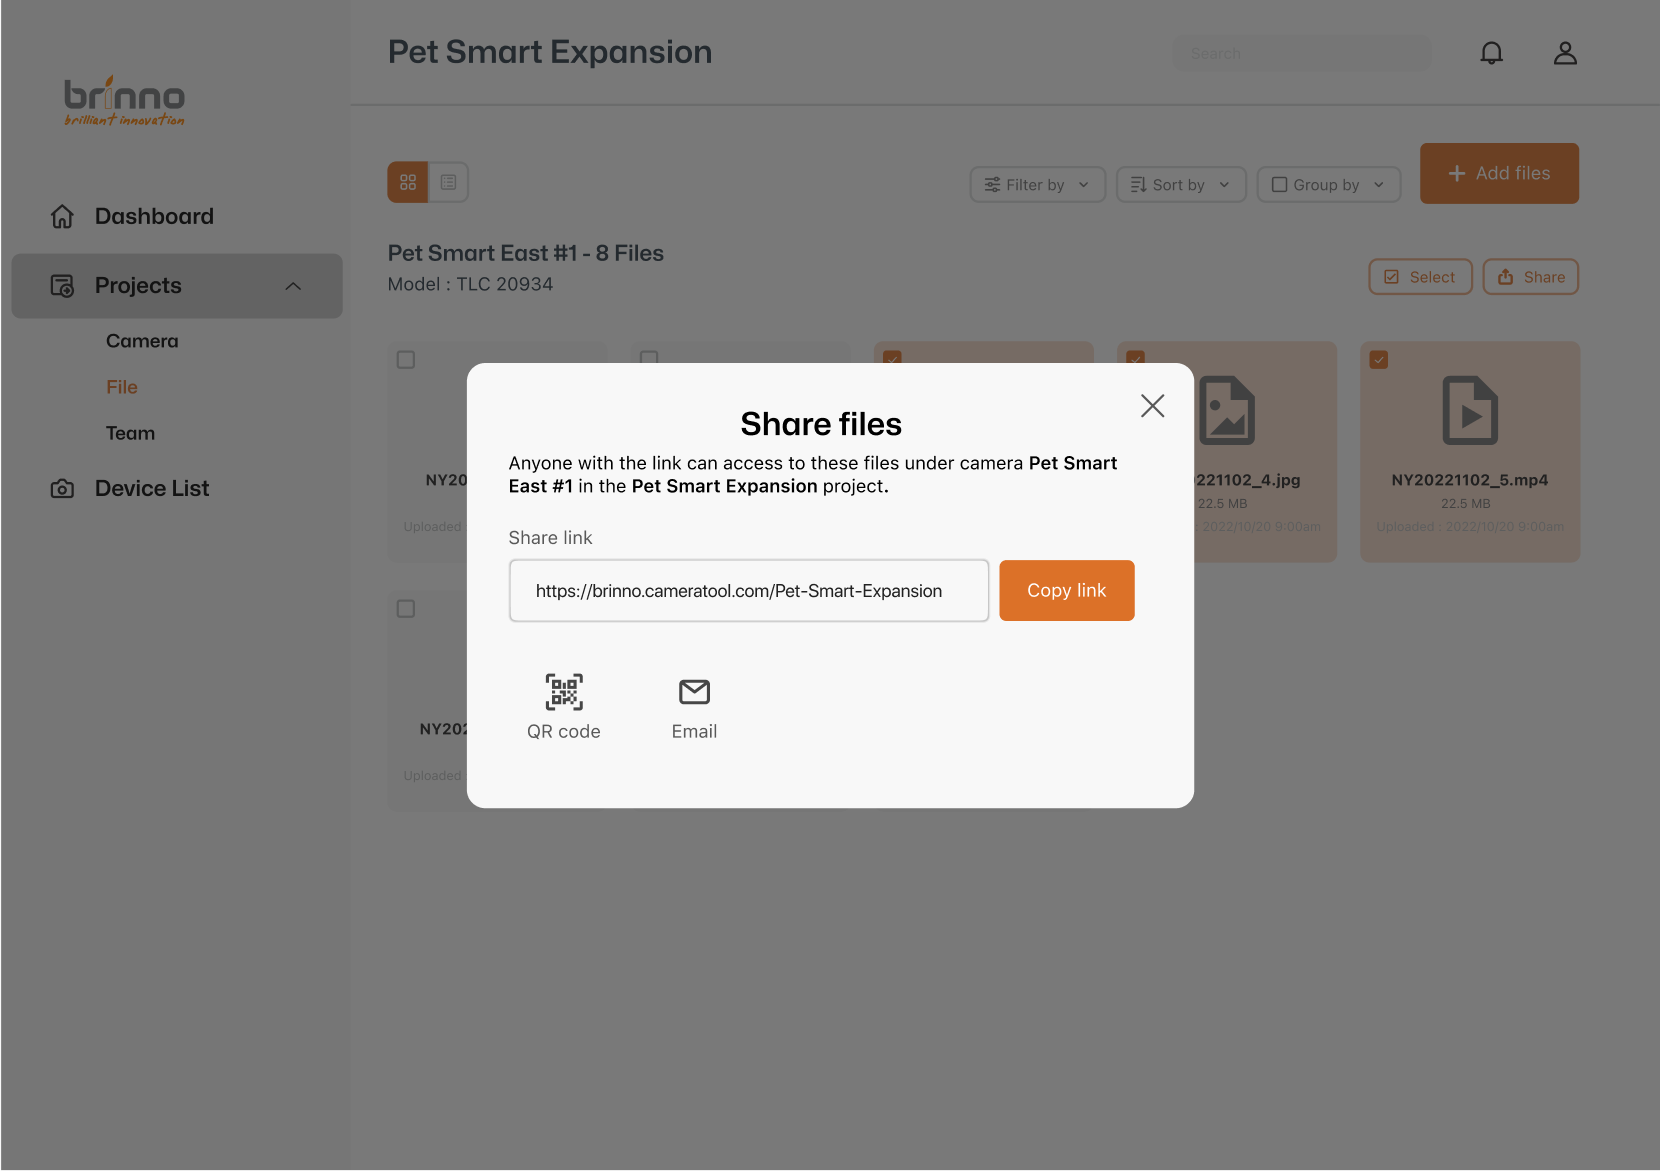 Pet Smart Expansion
Search
brinno
brilliant innovation
Dashboard
Projects
Camera
File
Team
Device List
Filter by
Sort by
Group by
Add files
Pet Smart East #1 - 8 Files
Model : TLC 20934
Select
Share
NY20
Uploaded
221102_4.jpg
22.5 MB
: 2022/10/20 9:00am
NY20221102_5.mp4
22.5 MB
Uploaded : 2022/10/20 9:00am
NY202
Uploaded
Share files
Anyone with the link can access to these files under camera Pet Smart
East #1 in the Pet Smart Expansion project.
Share link
https://brinno.cameratool.com/Pet-Smart-Expansion
Copy link
QR code
Email